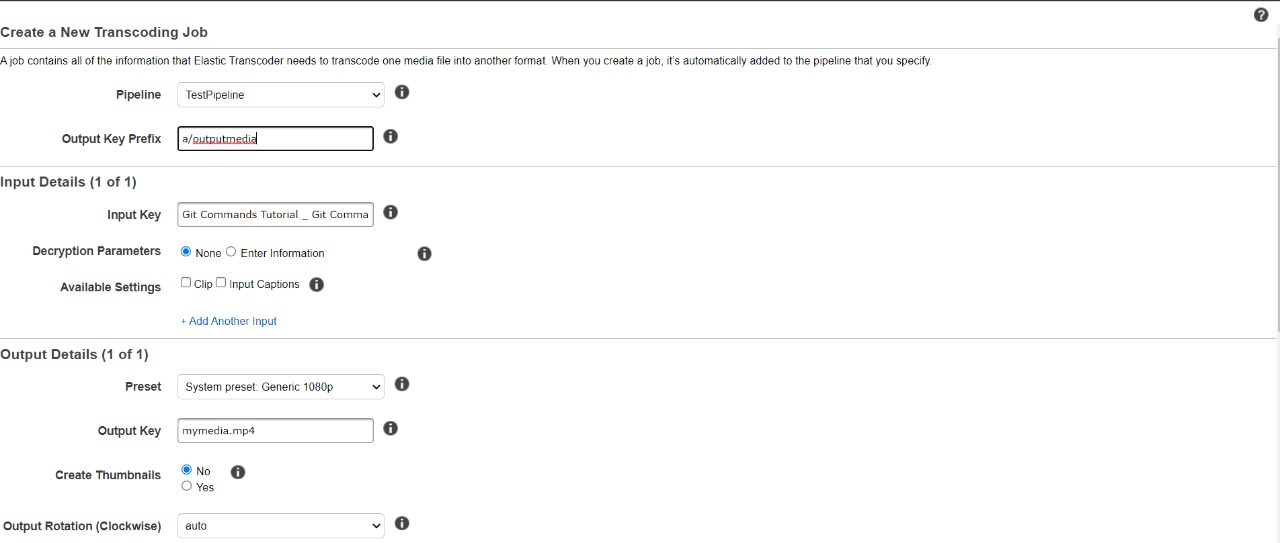 Create a New Transcoding Job
A job contains all of the information that Elastic Transcoder needs to transcode one media file into another format. When you create a job, it's automatically added to the pipeline that you specify.
Pipeline TestPipeline
Output Key Prefix a/outputmedia
Input Details (1 of 1)
Input Key Git Commands Tutorial _ Git Comma
Decryption Parameters None Enter Information
Available Settings Clip Input Captions
+ Add Another Input
Output Details (1 of 1)
Preset System preset: Generic 1080p
Output Key mymedia.mp4
Create Thumbnails No
Yes
Output Rotation (Clockwise) auto